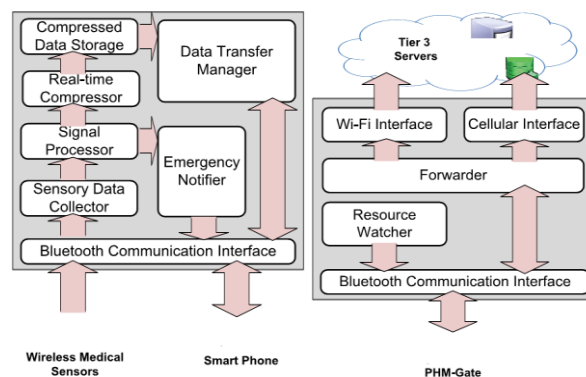 Compressed
Data Storage
Data Transfer
Manager
Real-time
Compressor
Signal
Processor
Emergency
Notifier
Sensory Data
Collector
Bluetooth Communication Interface
Wireless Medical
Sensors
Smart Phone
Tier 3
Servers
Wi-Fi Interface
Cellular Interface
Forwarder
Resource
Watcher
Bluetooth Communication Interface
PHM-Gate